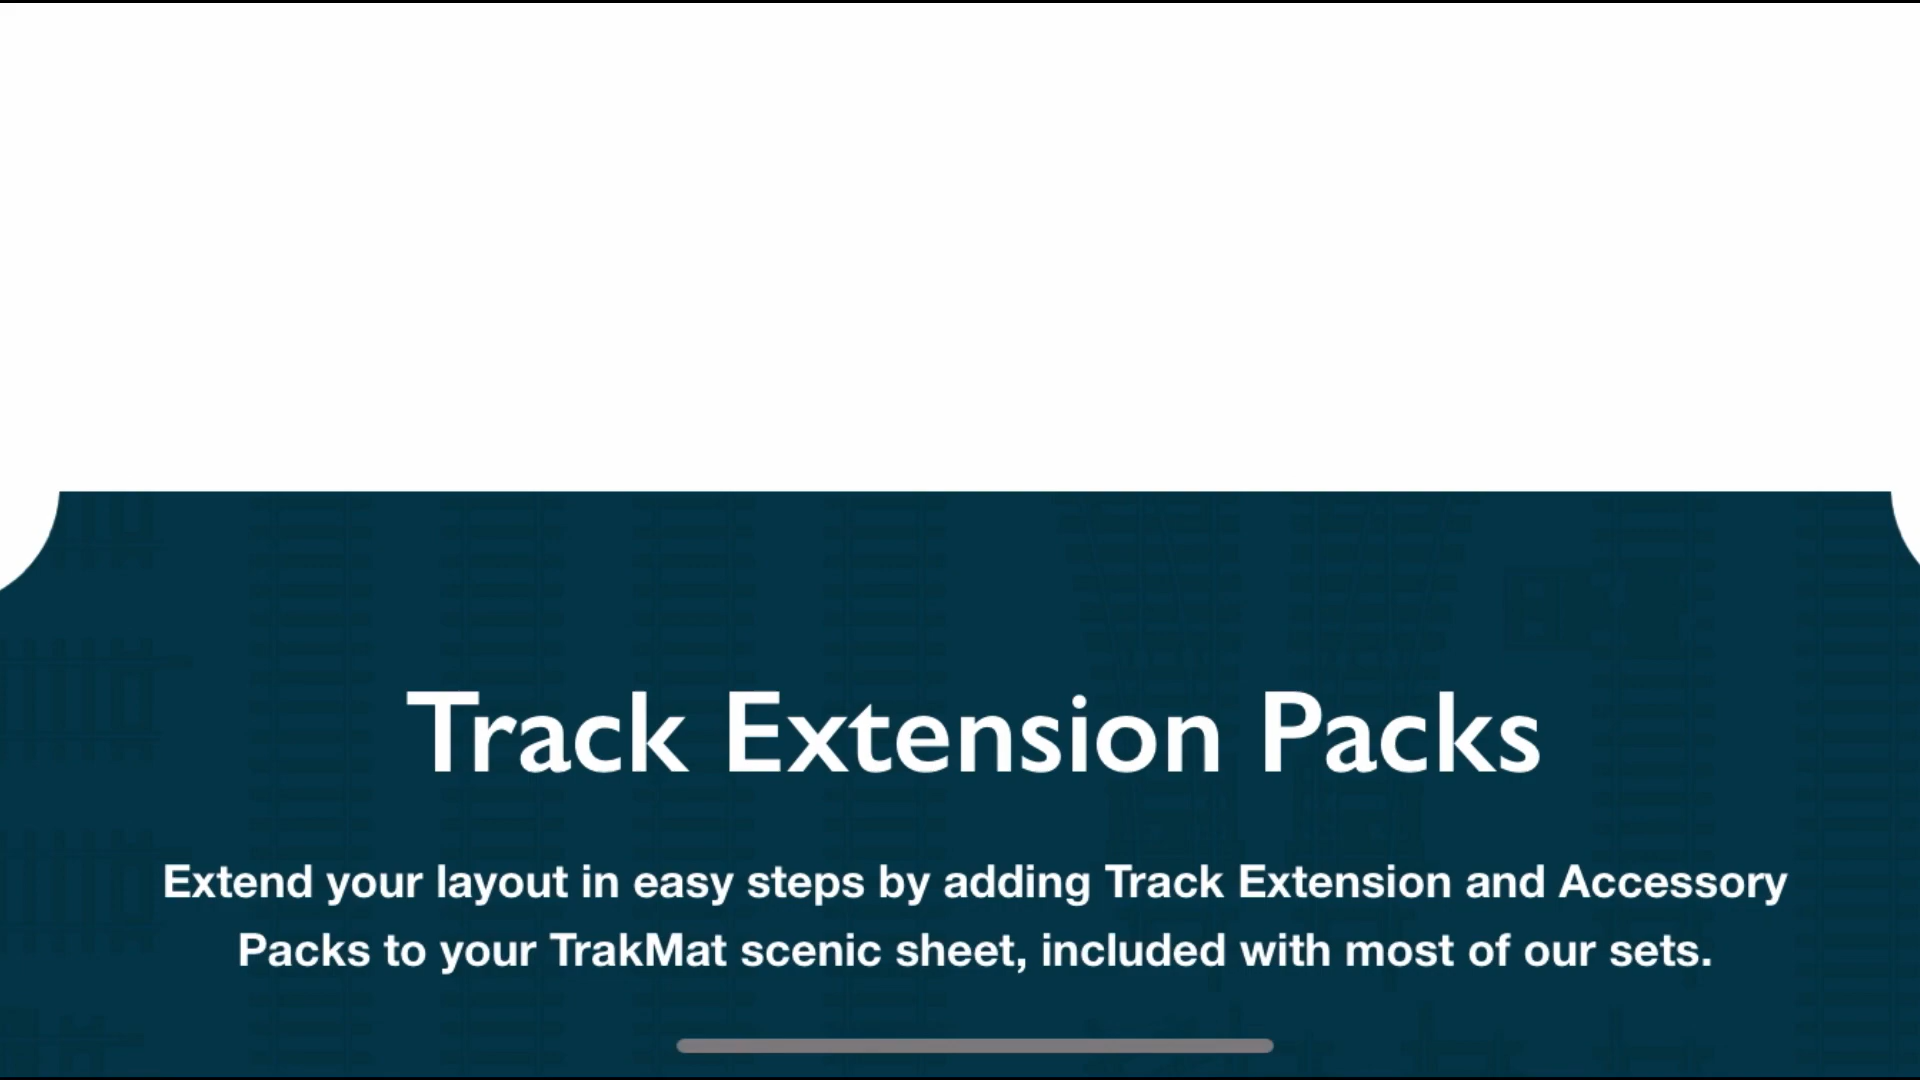 Track Extension Packs
Extend your layout in easy steps by adding Track Extension and Accessory
Packs to your TrakMat scenic sheet, included with most of our sets.